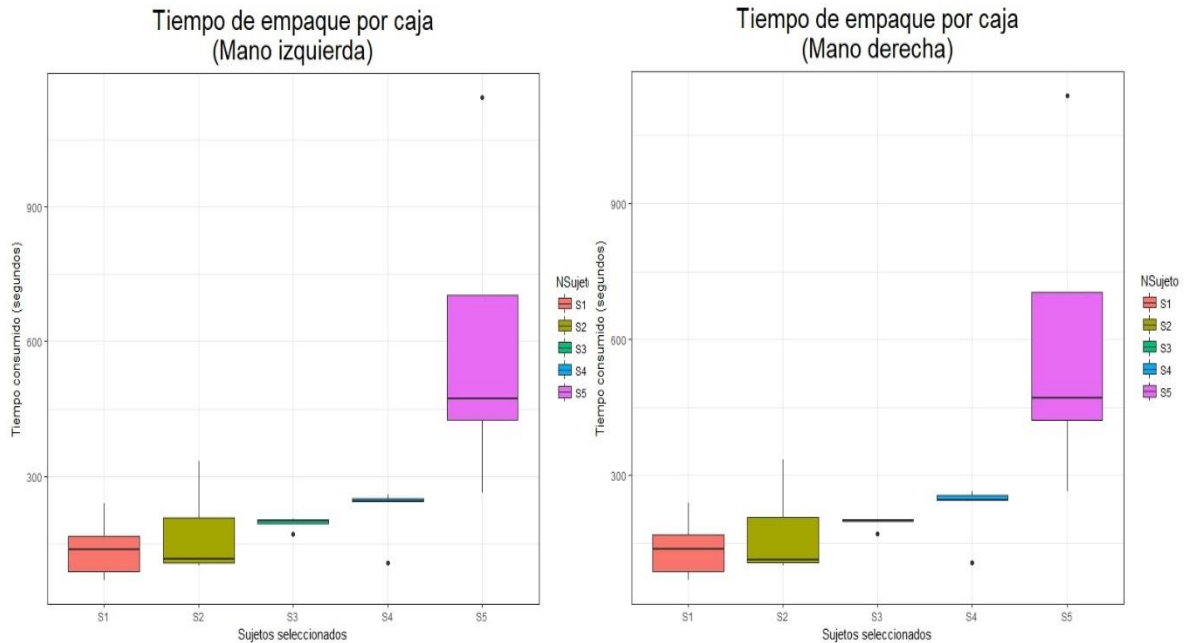 Tiempo de empaque por caja
(Mano izquierda)
Tiempo consumido (segundos)
900
600
300
S1 S2 S3 S4 S5
Sujetos seleccionados
NSujeto
S1
S2
S3
S4
S5
Tiempo de empaque por caja
(Mano derecha)
Tiempo consumido (segundos)
900
600
300
S1 S2 S3 S4 S5
Sujetos seleccionados
NSujeto
S1
S2
S3
S4
S5